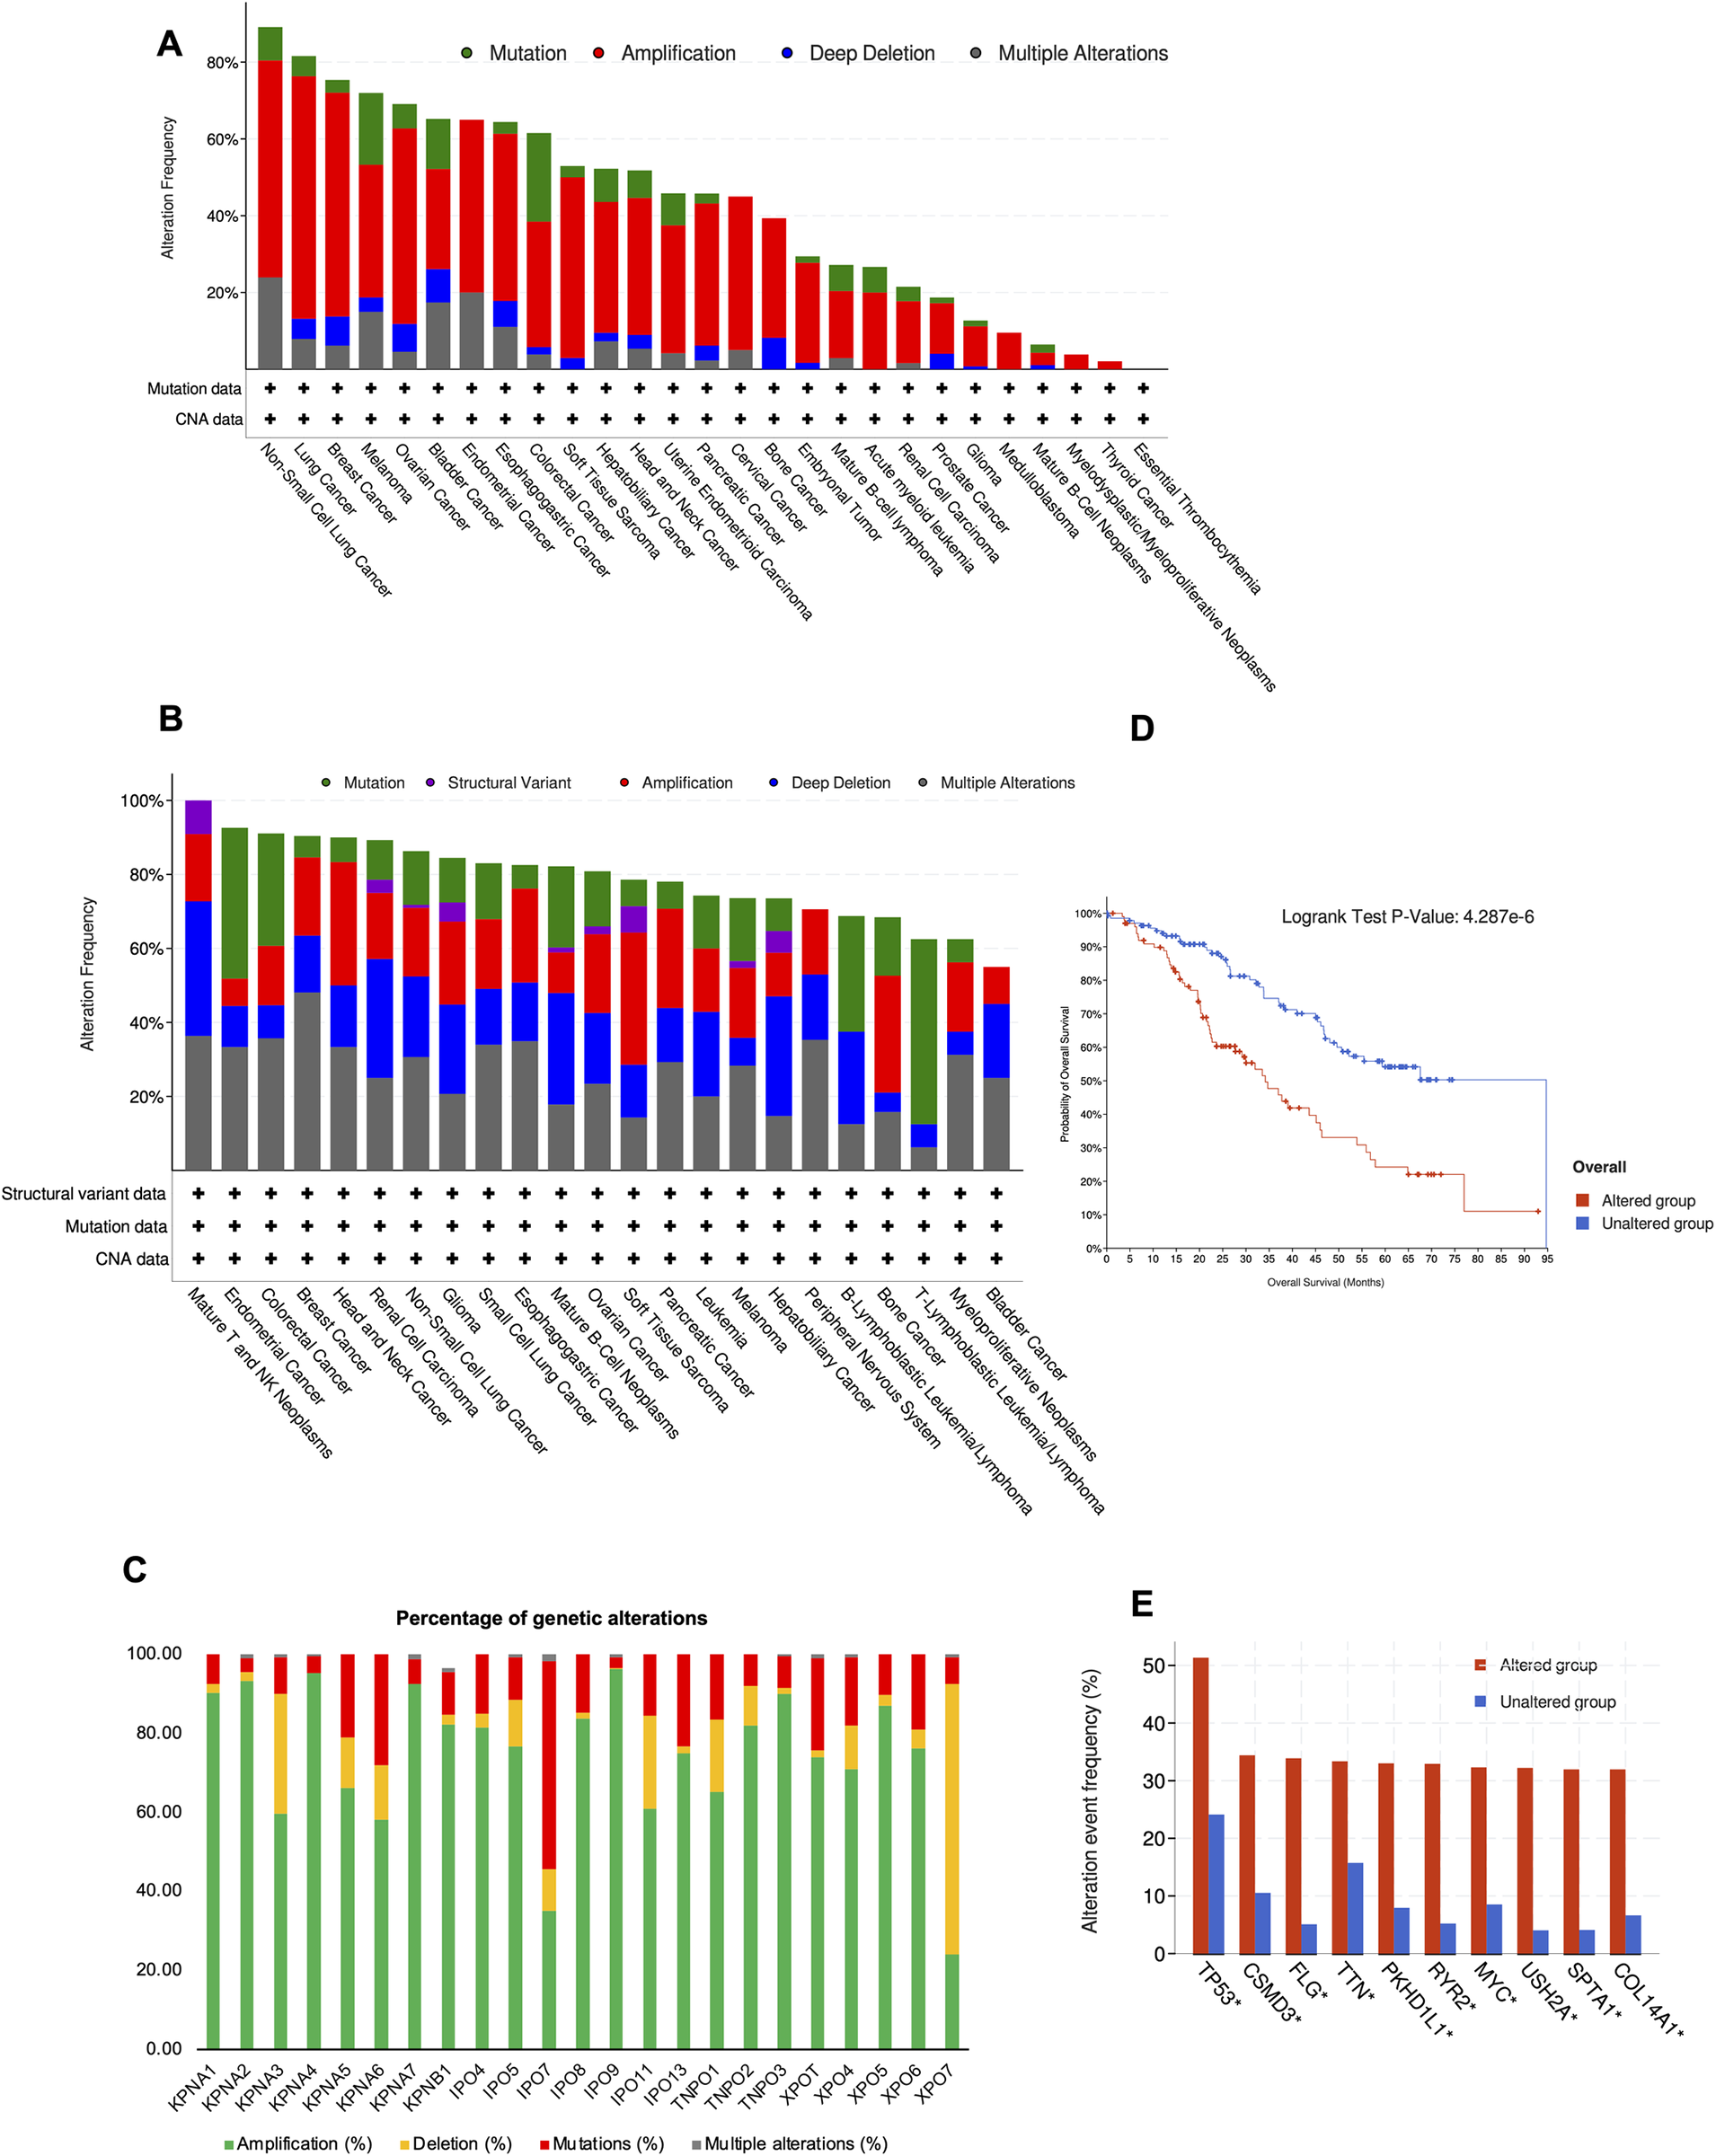 A
Mutation Amplification Deep Deletion Multiple Alterations
Alteration Frequency
80%
60%
40%
20%
Mutation data
CNA data
Non-Small Cell Lung Cancer
Lung Cancer
Breast Cancer
Melanoma
Ovarian Cancer
Bladder Cancer
Endometrial Cancer
Esophagogastric Cancer
Colorectal Cancer
Soft Tissue Sarcoma
Hepatobiliary Cancer
Head and Neck Cancer
Uterine Endometrioid Carcinoma
Pancreatic Cancer
Cervical Cancer
Bone Cancer
Embryonal Tumor
Mature B-cell lymphoma
Acute myeloid leukemia
Renal Cell Carcinoma
Prostate Cancer
Glioma
Medulloblastoma
Mature B-Cell Neoplasms
Myelodysplastic/Myeloproliferative Neoplasms
Thyroid Cancer
Essential Thrombocythemia
B
Mutation Structural Variant Amplification Deep Deletion Multiple Alterations
Alteration Frequency
100%
80%
60%
40%
20%
Structural variant data
Mutation data
CNA data
Mature T and NK Neoplasms
Endometrial Cancer
Colorectal Cancer
Breast Cancer
Head and Neck Cancer
Renal Cell Carcinoma
Non-Small Cell Lung Cancer
Glioma
Small Cell Lung Cancer
Esophagogastric Cancer
Mature B-Cell Neoplasms
Ovarian Cancer
Soft Tissue Sarcoma
Pancreatic Cancer
Leukemia
Melanoma
Hepatobiliary Cancer
Peripheral Nervous System
B-Lymphoblastic Leukemia/Lymphoma
Bone Cancer
T-Lymphoblastic Leukemia/Lymphoma
Myeloproliferative Neoplasms
Bladder Cancer
D
Logrank Test P-Value: 4.287e-6
Probability of Overall Survival
100%
90%
80%
70%
60%
50%
40%
30%
20%
10%
0%
0 5 10 15 20 25 30 35 40 45 50 55 60 65 70 75 80 85 90 95
Overall Survival (Months)
Overall
Altered group
Unaltered group
C
Percentage of genetic alterations
100.00
80.00
60.00
40.00
20.00
0.00
KPNA1
KPNA2
KPNA3
KPNA4
KPNA5
KPNA6
KPNA7
KPNB1
IPO4
IPO5
IPO7
IPO8
IPO9
IPO11
IPO13
TNPO1
TNPO2
TNPO3
XPOT
XPO4
XPO5
XPO6
XPO7
Amplification (%) Deletion (%) Mutations (%) Multiple alterations (%)
E
Alteration event frequency (%)
50
40
30
20
10
0
Altered group
Unaltered group
TP53*
CSMD3*
FLG*
TTN*
PKHD1L1*
RYR2*
MYC*
USH2A*
SPTA1*
COL14A1*